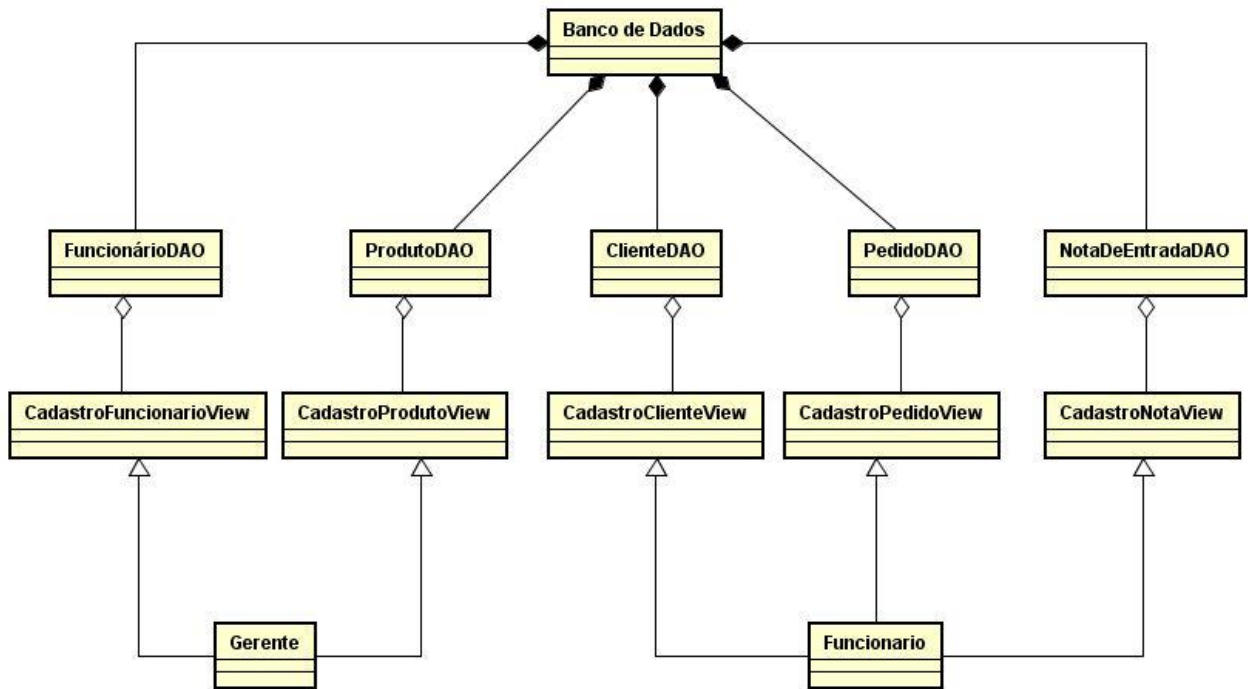 Banco de Dados
FuncionárioDAO
ProdutoDAO
ClienteDAO
PedidoDAO
NotaDeEntradaDAO
CadastroFuncionarioView
CadastroProdutoView
CadastroClienteView
CadastroPedidoView
CadastroNotaView
Gerente
Funcionario